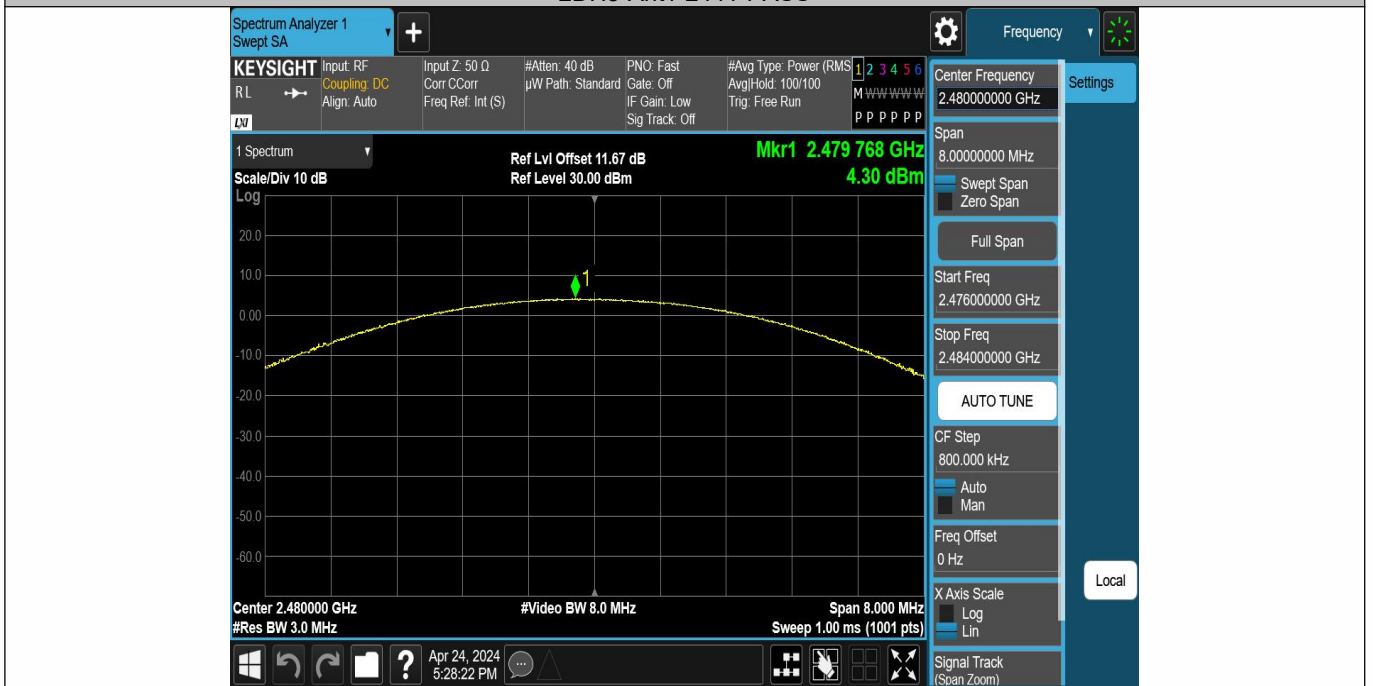 Spectrum Analyzer 1
Swept SA
+
Frequency
KEYSIGHT
RL
LXI
Input: RF
Coupling: DC
Align: Auto
Input Z: 50 Ω
Corr CCorr
Freq Ref: Int (S)
#Atten: 40 dB
µW Path: Standard
PNO: Fast
Gate: Off
IF Gain: Low
Sig Track: Off
#Avg Type: Power (RMS
Avg|Hold: 100/100
Trig: Free Run
1 2 3 4 5 6
M W W W W W
P P P P P P
Center Frequency
2.480000000 GHz
Settings
1 Spectrum
Scale/Div 10 dB
Ref Lvl Offset 11.67 dB
Ref Level 30.00 dBm
Mkr1 2.479 768 GHz
4.30 dBm
Span
8.00000000 MHz
Swept Span
Zero Span
Full Span
Start Freq
2.476000000 GHz
Stop Freq
2.484000000 GHz
AUTO TUNE
CF Step
800.000 kHz
Auto
Man
Freq Offset
0 Hz
X Axis Scale
Log
Lin
Signal Track
(Span Zoom)
Local
Log
20.0
10.0
1
0.00
-10.0
-20.0
-30.0
-40.0
-50.0
-60.0
Center 2.480000 GHz
#Video BW 8.0 MHz
Span 8.000 MHz
#Res BW 3.0 MHz
Sweep 1.00 ms (1001 pts)
?
Apr 24, 2024
5:28:22 PM